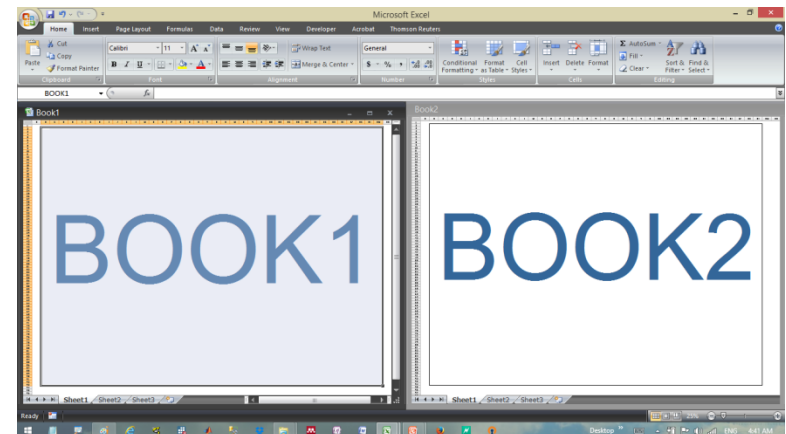 Microsoft Excel
Home Insert Page Layout Formulas Data Review View Developer Acrobat Thomson Reuters
Cut
Copy
Format Painter
Paste
Clipboard
Calibri 11 A A
B I U A
Font
Wrap Text
Merge & Center
Alignment
General
$ %
Number
Conditional Formatting
Format as Table
Cell Styles
Styles
Insert Delete Format
Cells
AutoSum
Fill
Clear
Sort & Filter
Find & Select
Editing
BOOK1 fx
Book1
BOOK1
Sheet1 Sheet2 Sheet3
Book2
BOOK2
Sheet1 Sheet2 Sheet3
Ready
Desktop ENG 4:41 AM